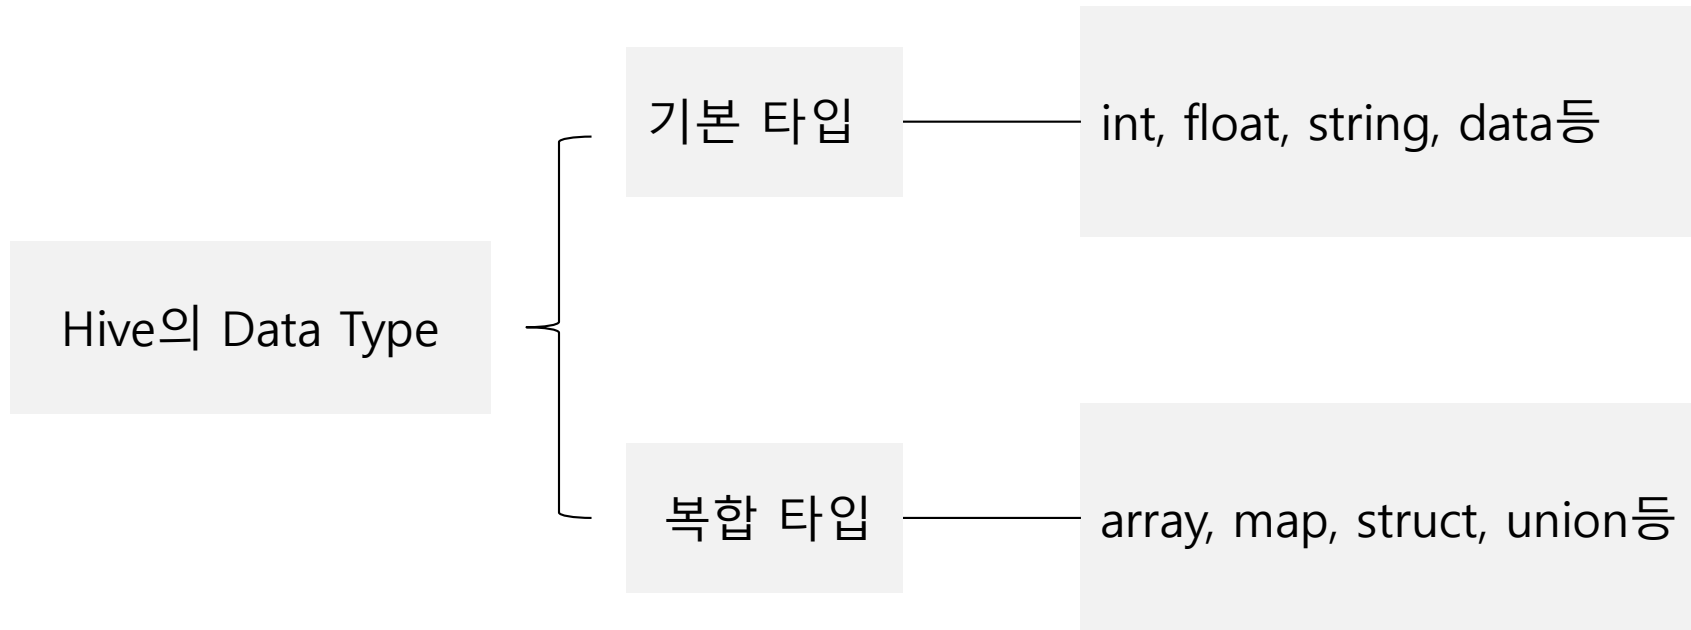 Hive의 Data Type
기본 타입
int, float, string, data등
복합 타입
array, map, struct, union등